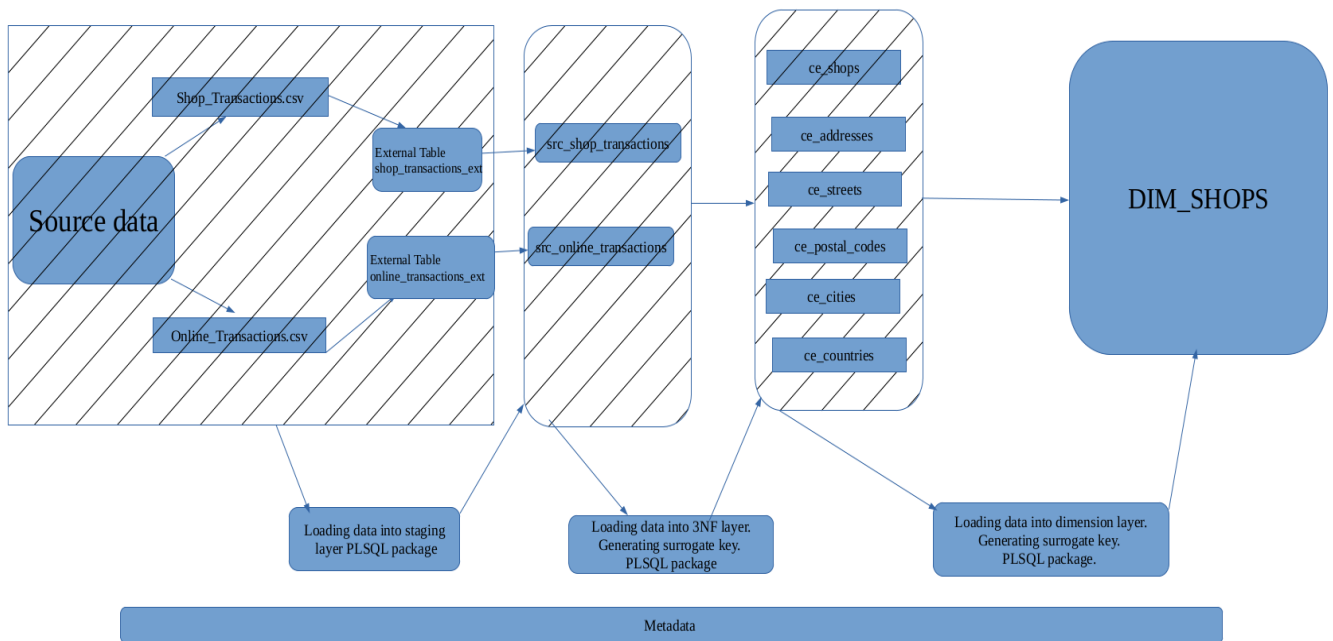 Source data
Shop_Transactions.csv
Online_Transactions.csv
External Table
shop_transactions_ext
External Table
online_transactions_ext
src_shop_transactions
src_online_transactions
ce_shops
ce_addresses
ce_streets
ce_postal_codes
ce_cities
ce_countries
DIM_SHOPS
Loading data into staging
layer PLSQL package
Loading data into 3NF layer.
Generating surrogate key.
PLSQL package
Loading data into dimension layer.
Generating surrogate key.
PLSQL package.
Metadata